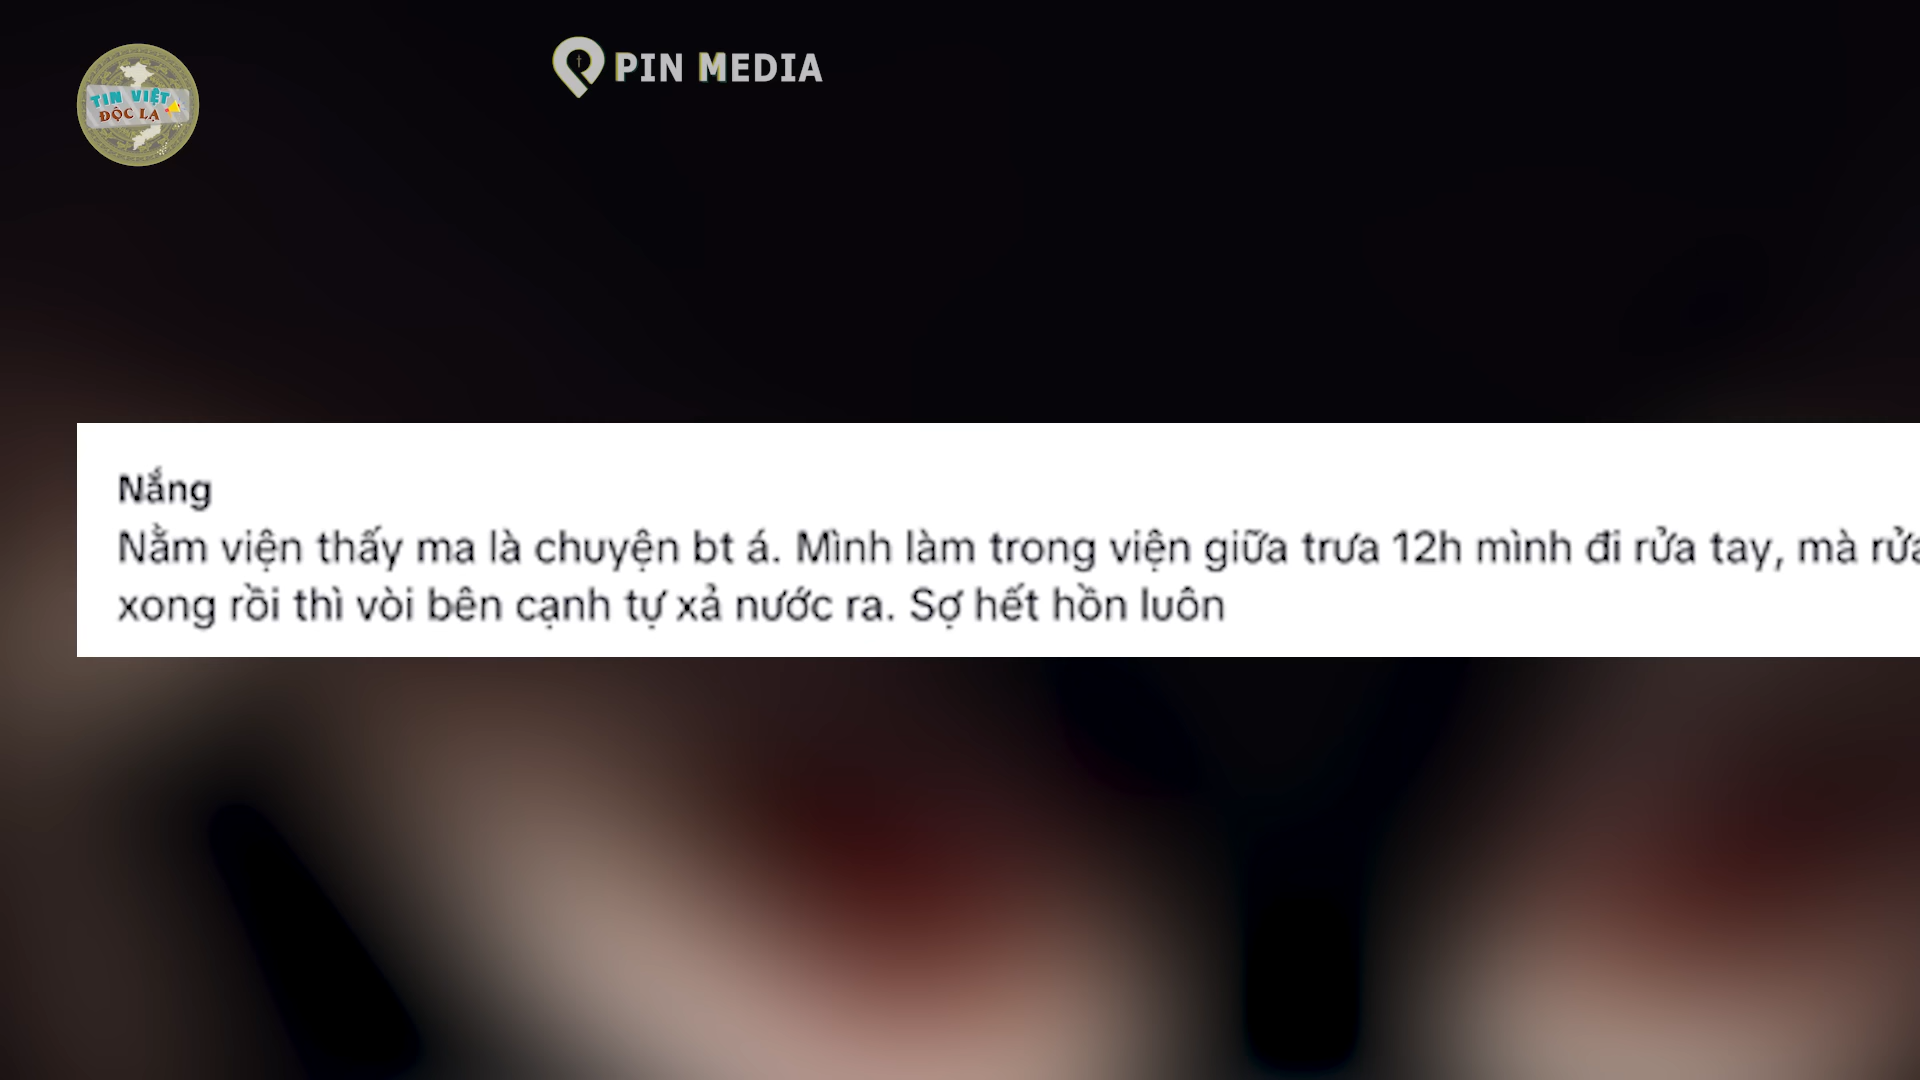 TIN VIỆT
ĐỘC LẠ
PIN MEDIA
Nắng
Nằm viện thấy ma là chuyện bt á. Mình làm trong viện giữa trưa 12h mình đi rửa tay, mà rửa
xong rồi thì vòi bên cạnh tự xả nước ra. Sợ hết hồn luôn